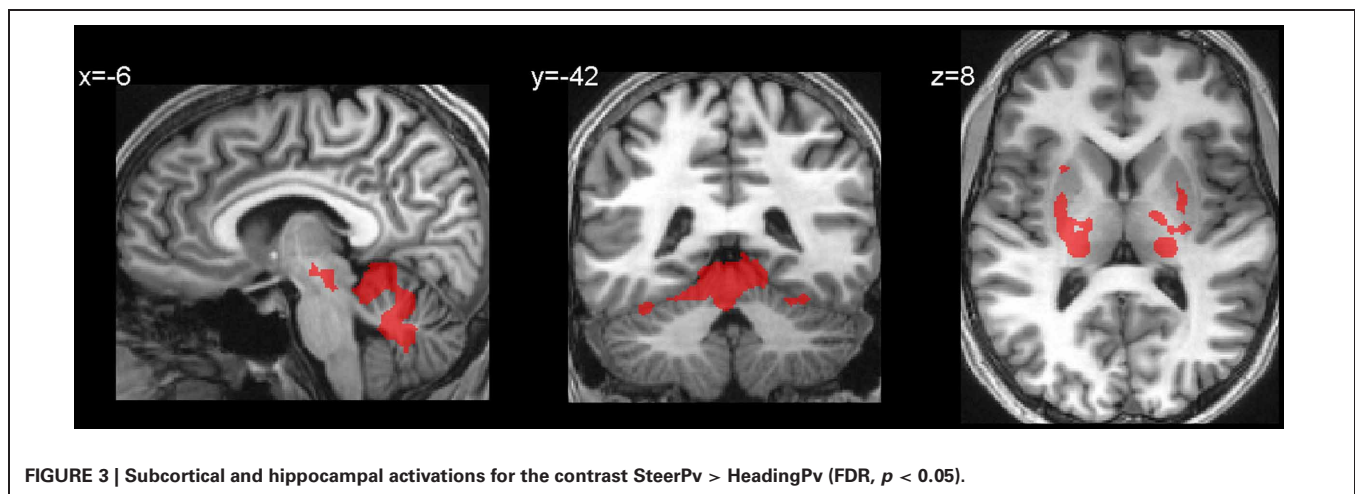 x=-6
y=-42
z=8
FIGURE 3 | Subcortical and hippocampal activations for the contrast SteerPv > HeadingPv (FDR, p < 0.05).